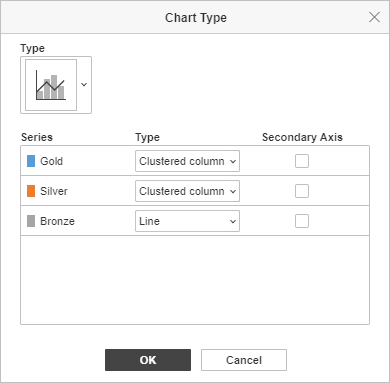 Chart Type
Type
Series Type Secondary Axis
Gold Clustered column
Silver Clustered column
Bronze Line
OK Cancel